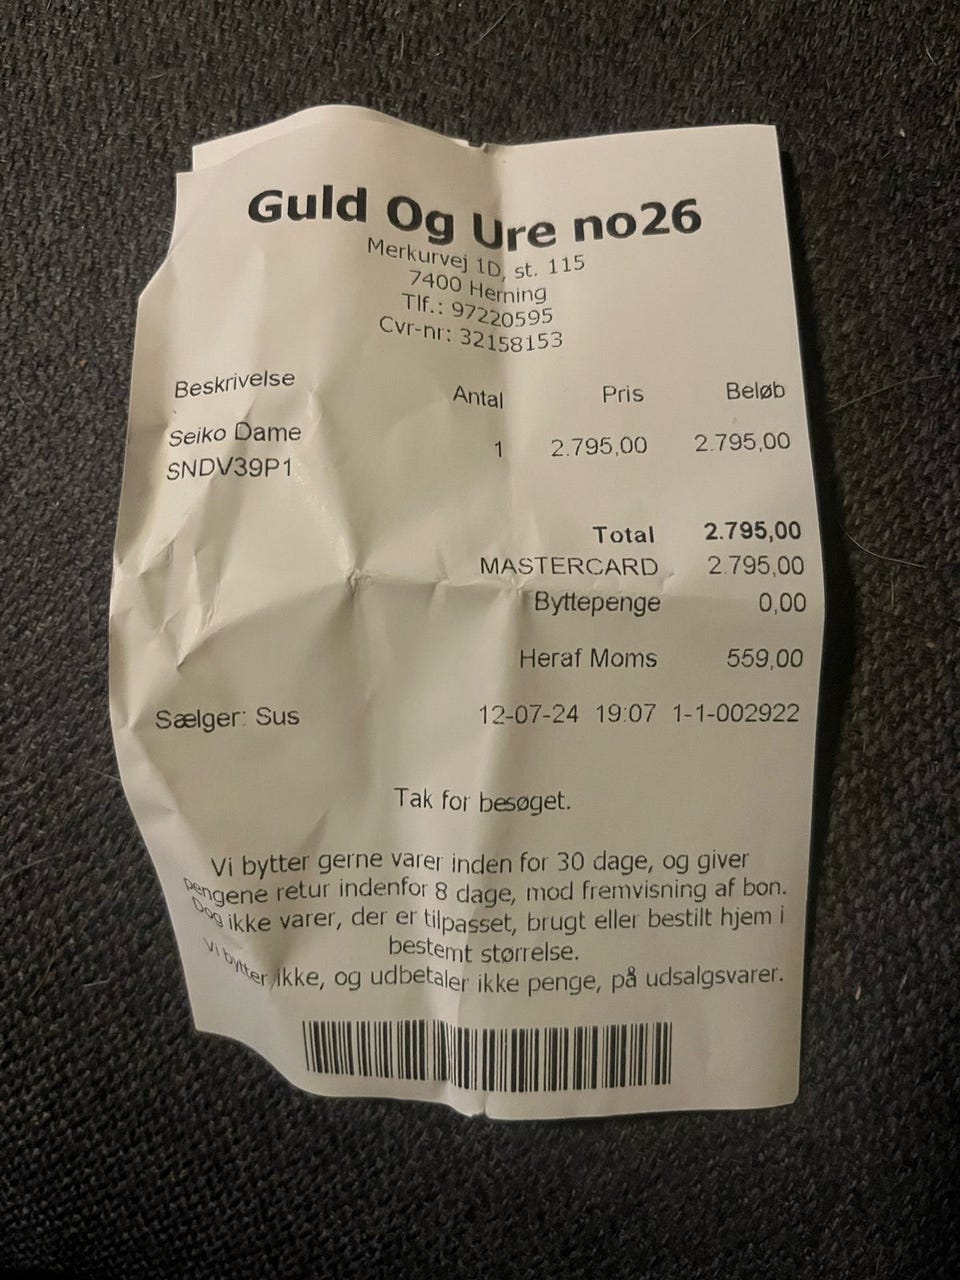 Guld Og Ure no26
Merkurvej 1D, st. 115
7400 Herning
Tlf.: 97220595
Cvr-nr: 32158153
Beskrivelse Antal Pris Beløb
Seiko Dame 1 2.795,00 2.795,00
SNDV39P1
Total 2.795,00
MASTERCARD 2.795,00
Byttepenge 0,00
Heraf Moms 559,00
Sælger: Sus 12-07-24 19:07 1-1-002922
Tak for besøget.
Vi bytter gerne varer inden for 30 dage, og giver
pengene retur indenfor 8 dage, mod fremvisning af bon.
Dog ikke varer, der er tilpasset, brugt eller bestilt hjem i
bestemt størrelse.
Vi bytter ikke, og udbetaler ikke penge, på udsalgsvarer.